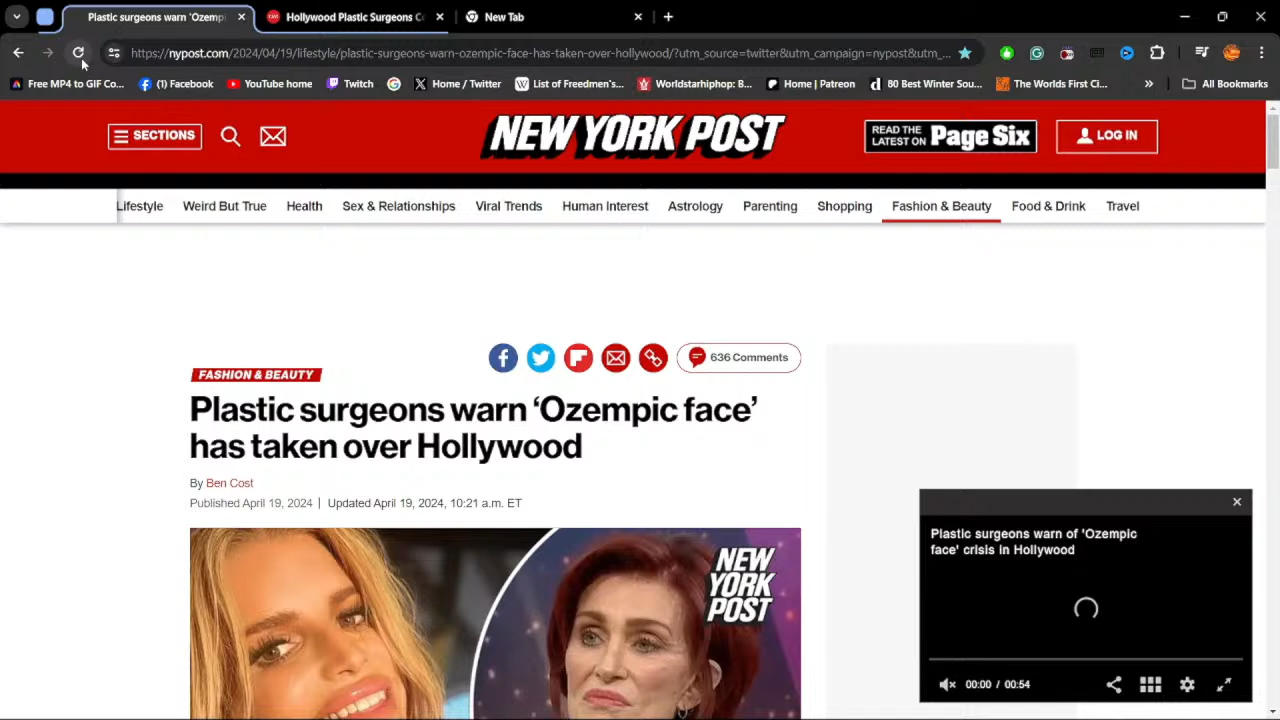 Plastic surgeons warn 'Ozempi
Hollywood Plastic Surgeons C
New Tab
https://nypost.com/2024/04/19/lifestyle/plastic-surgeons-warn-ozempic-face-has-taken-over-hollywood/?utm_source=twitter&utm_campaign=nypost&utm_...
Free MP4 to GIF Co...
(1) Facebook
YouTube home
Twitch
Home / Twitter
List of Freedmen's...
Worldstarhiphop: B...
Home | Patreon
80 Best Winter Sou...
The Worlds First Cl...
»
All Bookmarks
SECTIONS
NEW YORK POST
READ THE
LATEST ON
Page Six
LOG IN
Lifestyle
Weird But True
Health
Sex & Relationships
Viral Trends
Human Interest
Astrology
Parenting
Shopping
Fashion & Beauty
Food & Drink
Travel
636 Comments
FASHION & BEAUTY
Plastic surgeons warn ‘Ozempic face’
has taken over Hollywood
By Ben Cost
Published April 19, 2024 | Updated April 19, 2024, 10:21 a.m. ET
NEW
YORK
POST
Plastic surgeons warn of 'Ozempic
face' crisis in Hollywood
00:00 / 00:54